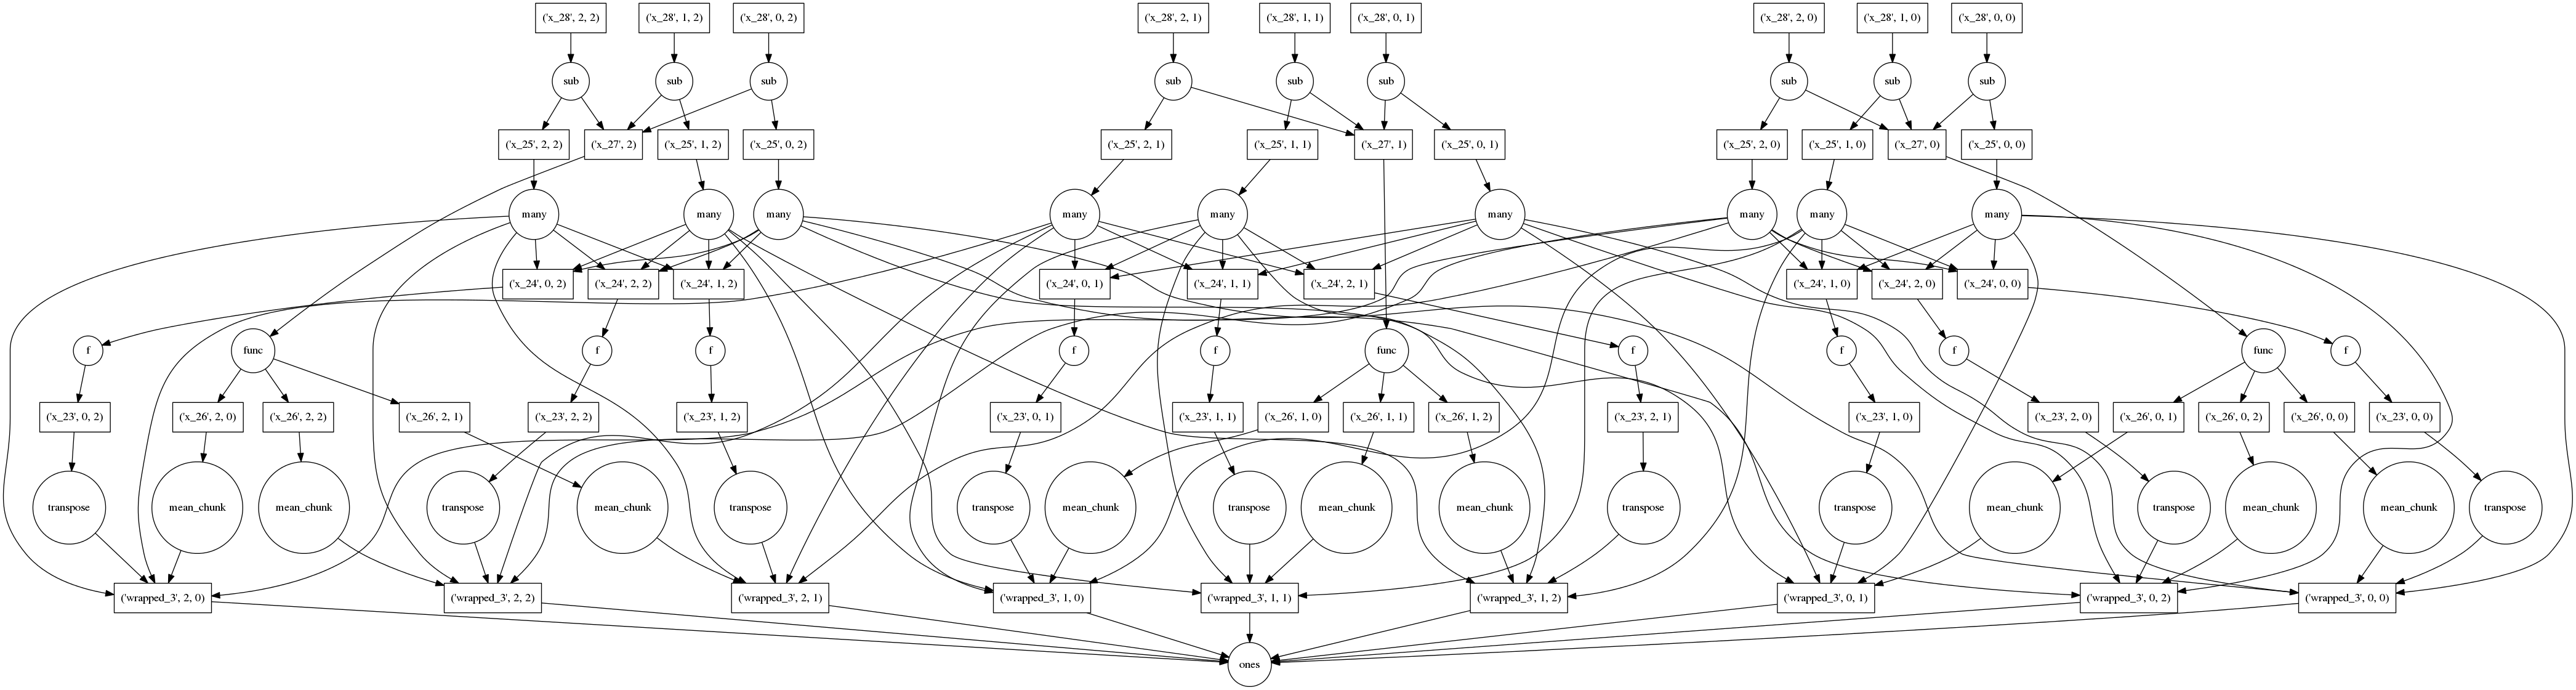 ('x_28', 2, 2)
('x_28', 1, 2)
('x_28', 0, 2)
('x_28', 2, 1)
('x_28', 1, 1)
('x_28', 0, 1)
('x_28', 2, 0)
('x_28', 1, 0)
('x_28', 0, 0)
sub
sub
sub
sub
sub
sub
sub
sub
sub
('x_25', 2, 2)
('x_27', 2)
('x_25', 1, 2)
('x_25', 0, 2)
('x_25', 2, 1)
('x_25', 1, 1)
('x_27', 1)
('x_25', 0, 1)
('x_25', 2, 0)
('x_25', 1, 0)
('x_27', 0)
('x_25', 0, 0)
many
many
many
many
many
many
many
many
many
('x_24', 0, 2)
('x_24', 2, 2)
('x_24', 1, 2)
('x_24', 0, 1)
('x_24', 1, 1)
('x_24', 2, 1)
('x_24', 1, 0)
('x_24', 2, 0)
('x_24', 0, 0)
f
func
f
f
f
f
func
f
f
f
func
f
('x_23', 0, 2)
('x_26', 2, 0)
('x_26', 2, 2)
('x_26', 2, 1)
('x_23', 2, 2)
('x_23', 1, 2)
('x_23', 0, 1)
('x_23', 1, 1)
('x_26', 1, 0)
('x_26', 1, 1)
('x_26', 1, 2)
('x_23', 2, 1)
('x_23', 1, 0)
('x_23', 2, 0)
('x_26', 0, 1)
('x_26', 0, 2)
('x_26', 0, 0)
('x_23', 0, 0)
transpose
mean_chunk
mean_chunk
transpose
mean_chunk
transpose
transpose
mean_chunk
transpose
mean_chunk
mean_chunk
transpose
transpose
mean_chunk
transpose
mean_chunk
mean_chunk
transpose
('wrapped_3', 2, 0)
('wrapped_3', 2, 2)
('wrapped_3', 2, 1)
('wrapped_3', 1, 0)
('wrapped_3', 1, 1)
('wrapped_3', 1, 2)
('wrapped_3', 0, 1)
('wrapped_3', 0, 2)
('wrapped_3', 0, 0)
ones